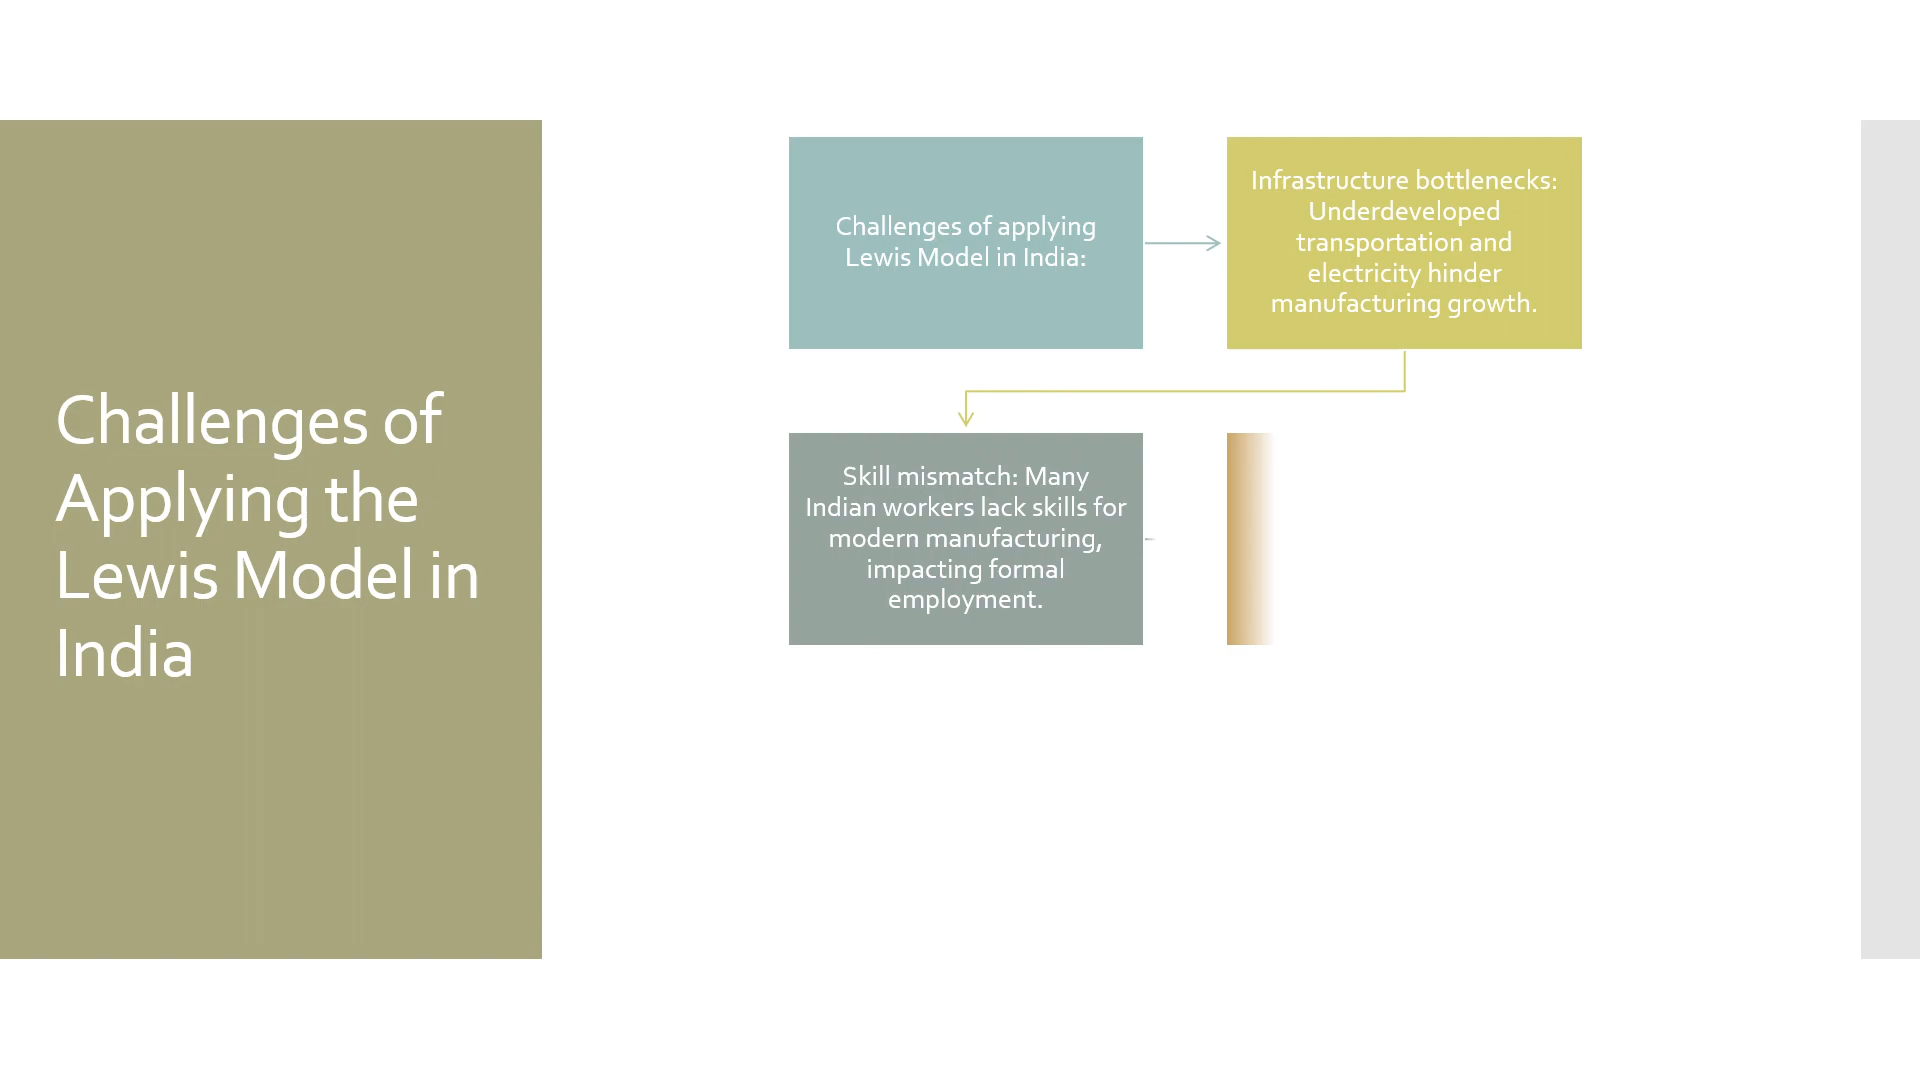 Challenges of
Applying the
Lewis Model in
India
Challenges of applying
Lewis Model in India:
Infrastructure bottlenecks:
Underdeveloped
transportation and
electricity hinder
manufacturing growth.
Skill mismatch: Many
Indian workers lack skills for
modern manufacturing,
impacting formal
employment.